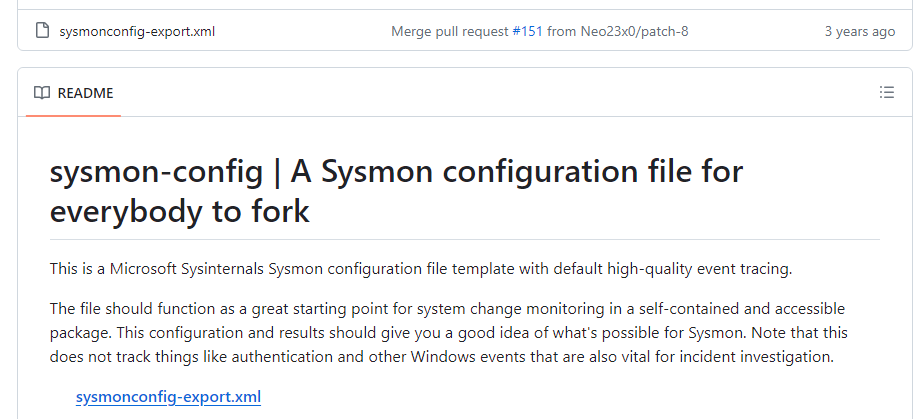 sysmonconfig-export.xml Merge pull request #151 from Neo23x0/patch-8 3 years ago
README
sysmon-config | A Sysmon configuration file for
everybody to fork
This is a Microsoft Sysinternals Sysmon configuration file template with default high-quality event tracing.
The file should function as a great starting point for system change monitoring in a self-contained and accessible
package. This configuration and results should give you a good idea of what's possible for Sysmon. Note that this
does not track things like authentication and other Windows events that are also vital for incident investigation.
sysmonconfig-export.xml